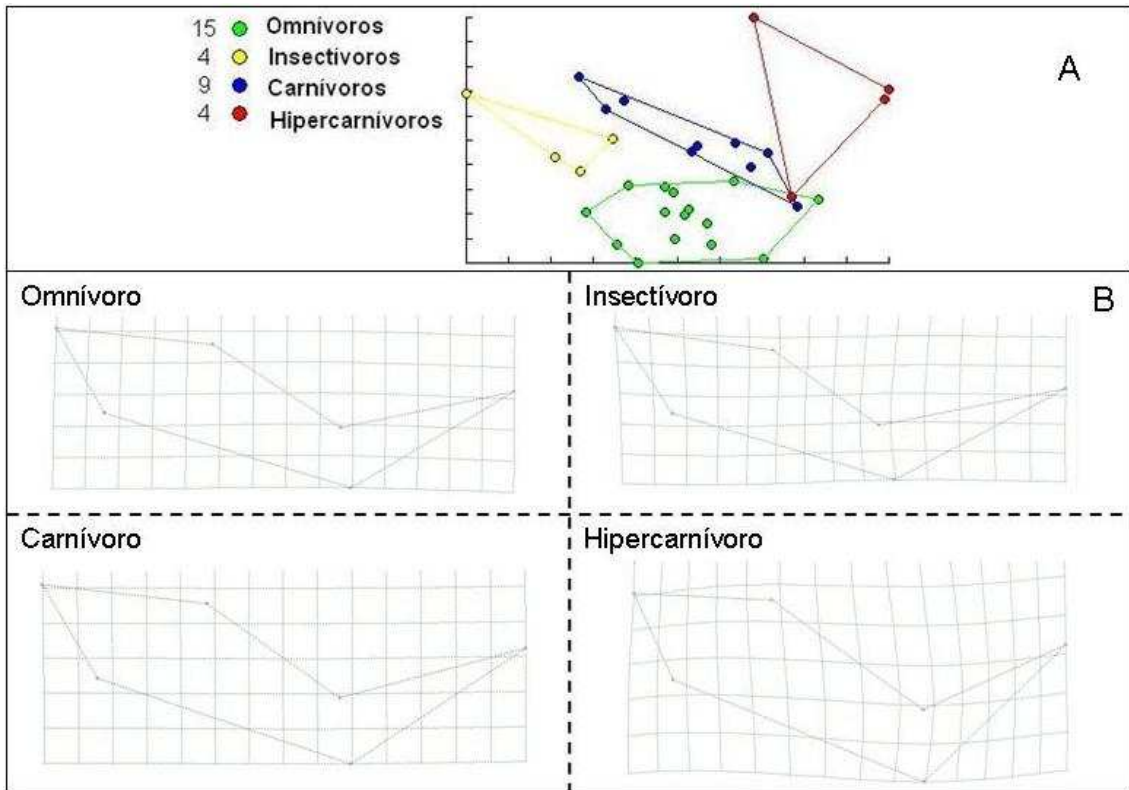 15 Omnívoros
4 Insectívoros
9 Carnívoros
4 Hipercarnívoros
A
Omnívoro
Insectívoro
B
Carnívoro
Hipercarnívoro